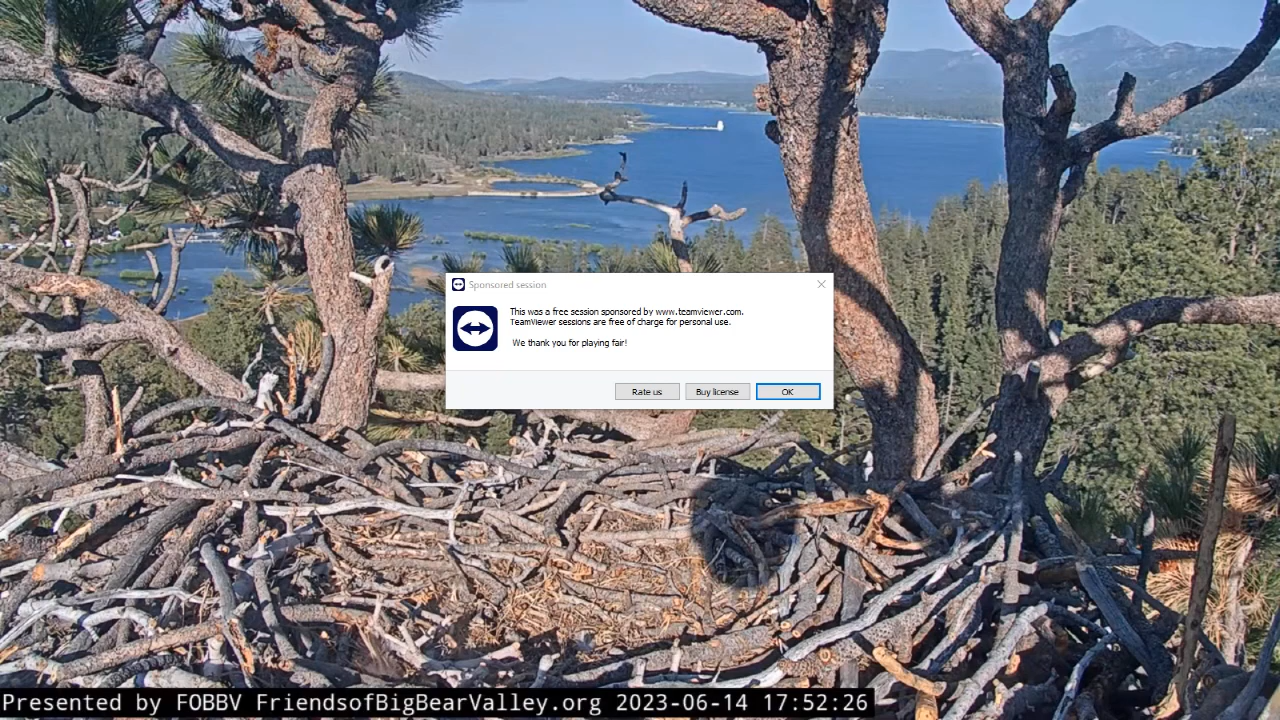 Sponsored session
This was a free session sponsored by www.teamviewer.com.
TeamViewer sessions are free of charge for personal use.
We thank you for playing fair!
Rate us Buy license OK
Presented by FOBBV FriendsofBigBearValley.org 2023-06-14 17:52:26